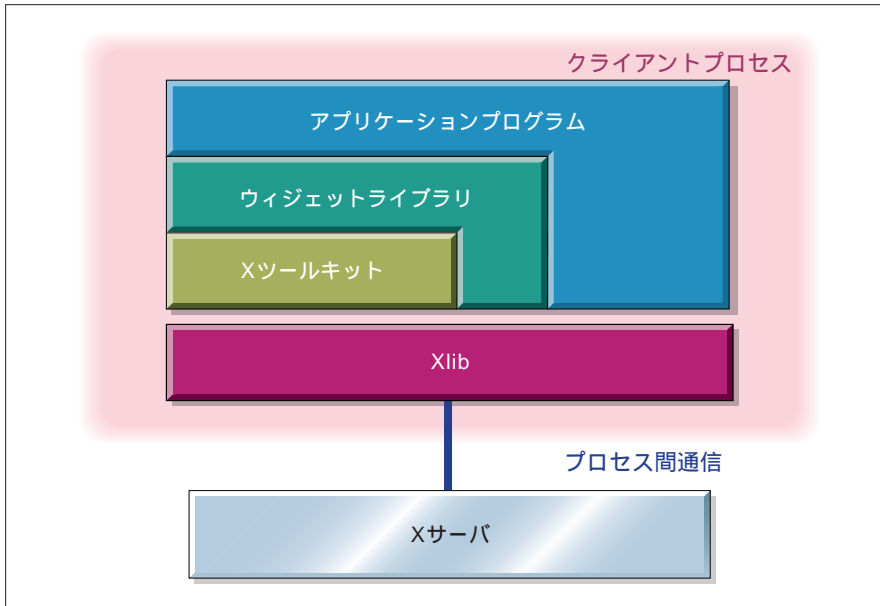 クライアントプロセス
アプリケーションプログラム
ウィジェットライブラリ
Xツールキット
Xlib
プロセス間通信
Xサーバ